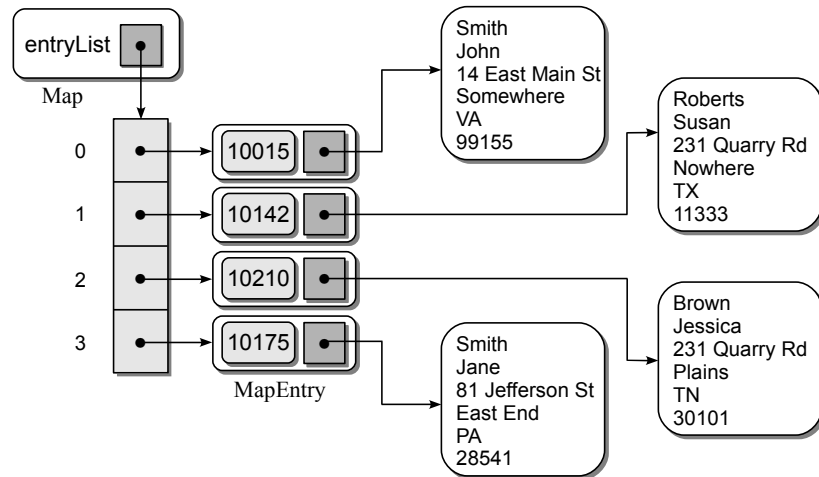 entryList
Map
0
10015
1
10142
2
10210
3
10175
MapEntry
Smith
John
14 East Main St
Somewhere
VA
99155
Roberts
Susan
231 Quarry Rd
Nowhere
TX
11333
Brown
Jessica
231 Quarry Rd
Plains
TN
30101
Smith
Jane
81 Jefferson St
East End
PA
28541